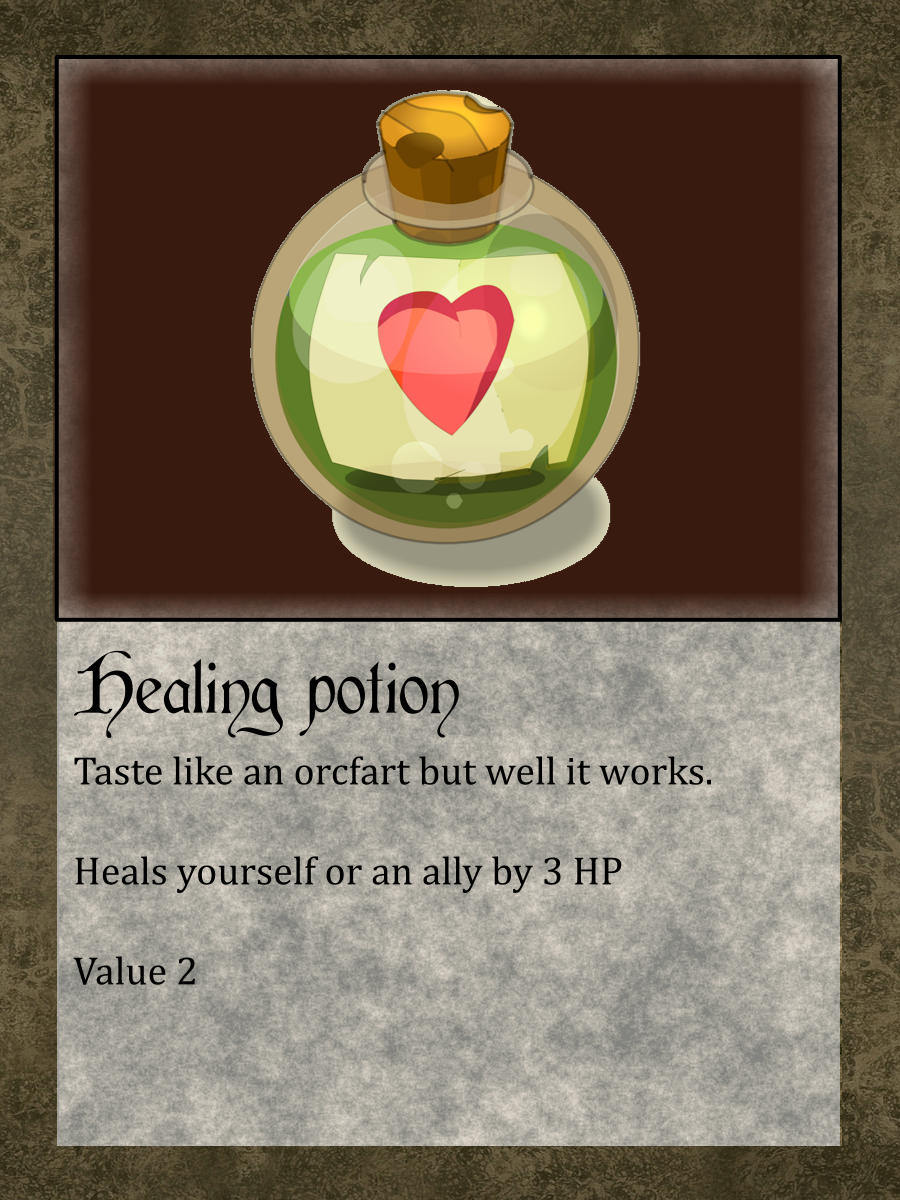 Healing potion
Taste like an orcfart but well it works.
Heals yourself or an ally by 3 HP
Value 2